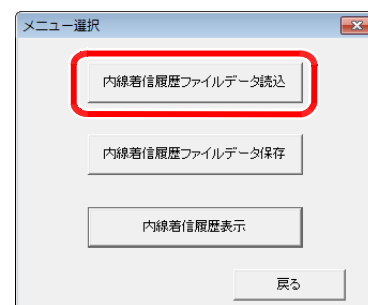 メニュー選択
内線着信履歴ファイルデータ読込
内線着信履歴ファイルデータ保存
内線着信履歴表示
戻る